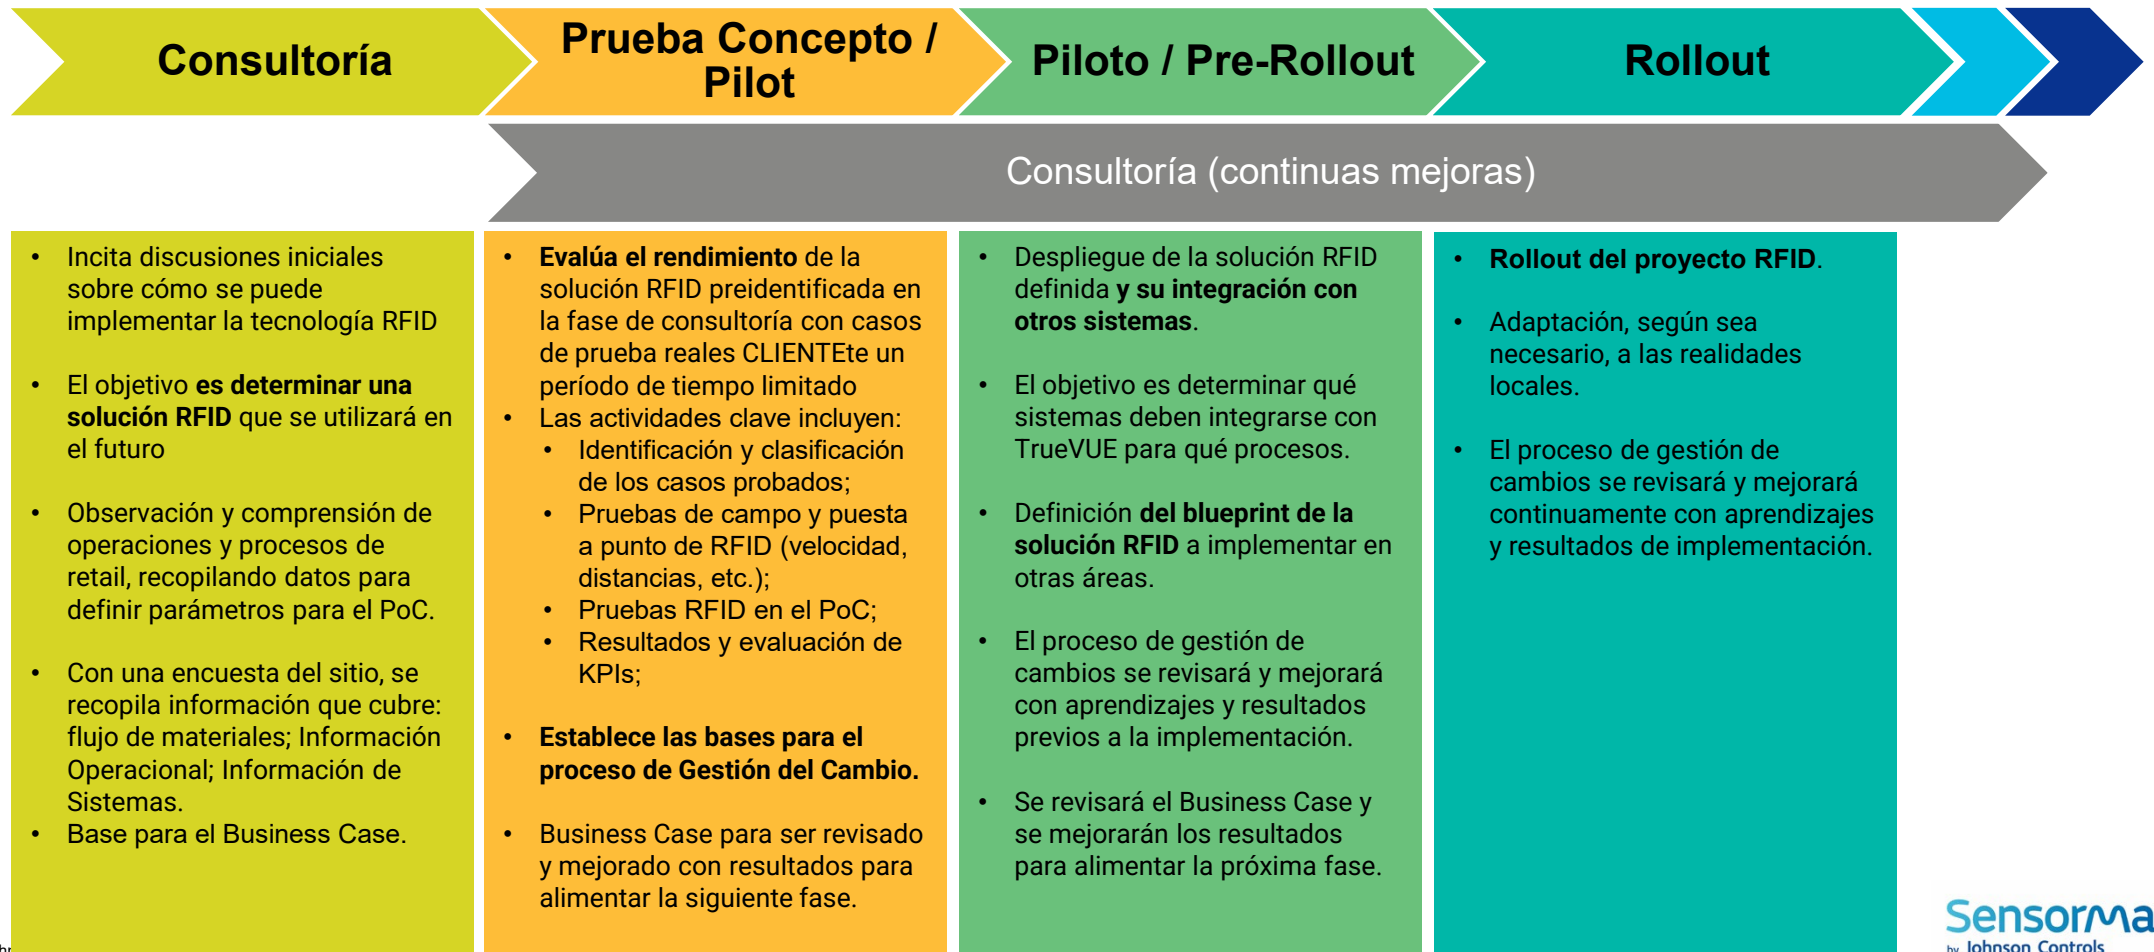 Consultoría
Prueba Concepto /
Pilot
Piloto / Pre-Rollout
Rollout
Consultoría (continuas mejoras)
• Incita discusiones iniciales
sobre cómo se puede
implementar la tecnología RFID
• El objetivo es determinar una
solución RFID que se utilizará en
el futuro
• Observación y comprensión de
operaciones y procesos de
retail, recopilando datos para
definir parámetros para el PoC.
• Con una encuesta del sitio, se
recopila información que cubre:
flujo de materiales; Información
Operacional; Información de
Sistemas.
• Base para el Business Case.
• Evalúa el rendimiento de la
solución RFID preidentificada en
la fase de consultoría con casos
de prueba reales CLIENTEte un
período de tiempo limitado
• Las actividades clave incluyen:
• Identificación y clasificación
de los casos probados;
• Pruebas de campo y puesta
a punto de RFID (velocidad,
distancias, etc.);
• Pruebas RFID en el PoC;
• Resultados y evaluación de
KPIs;
• Establece las bases para el
proceso de Gestión del Cambio.
• Business Case para ser revisado
y mejorado con resultados para
alimentar la siguiente fase.
• Despliegue de la solución RFID
definida y su integración con
otros sistemas.
• El objetivo es determinar qué
sistemas deben integrarse con
TrueVUE para qué procesos.
• Definición del blueprint de la
solución RFID a implementar en
otras áreas.
• El proceso de gestión de
cambios se revisará y mejorará
con aprendizajes y resultados
previos a la implementación.
• Se revisará el Business Case y
se mejorarán los resultados
para alimentar la próxima fase.
• Rollout del proyecto RFID.
• Adaptación, según sea
necesario, a las realidades
locales.
• El proceso de gestión de
cambios se revisará y mejorará
continuamente con aprendizajes
y resultados de implementación.
Sensorma
by Johnson Controls